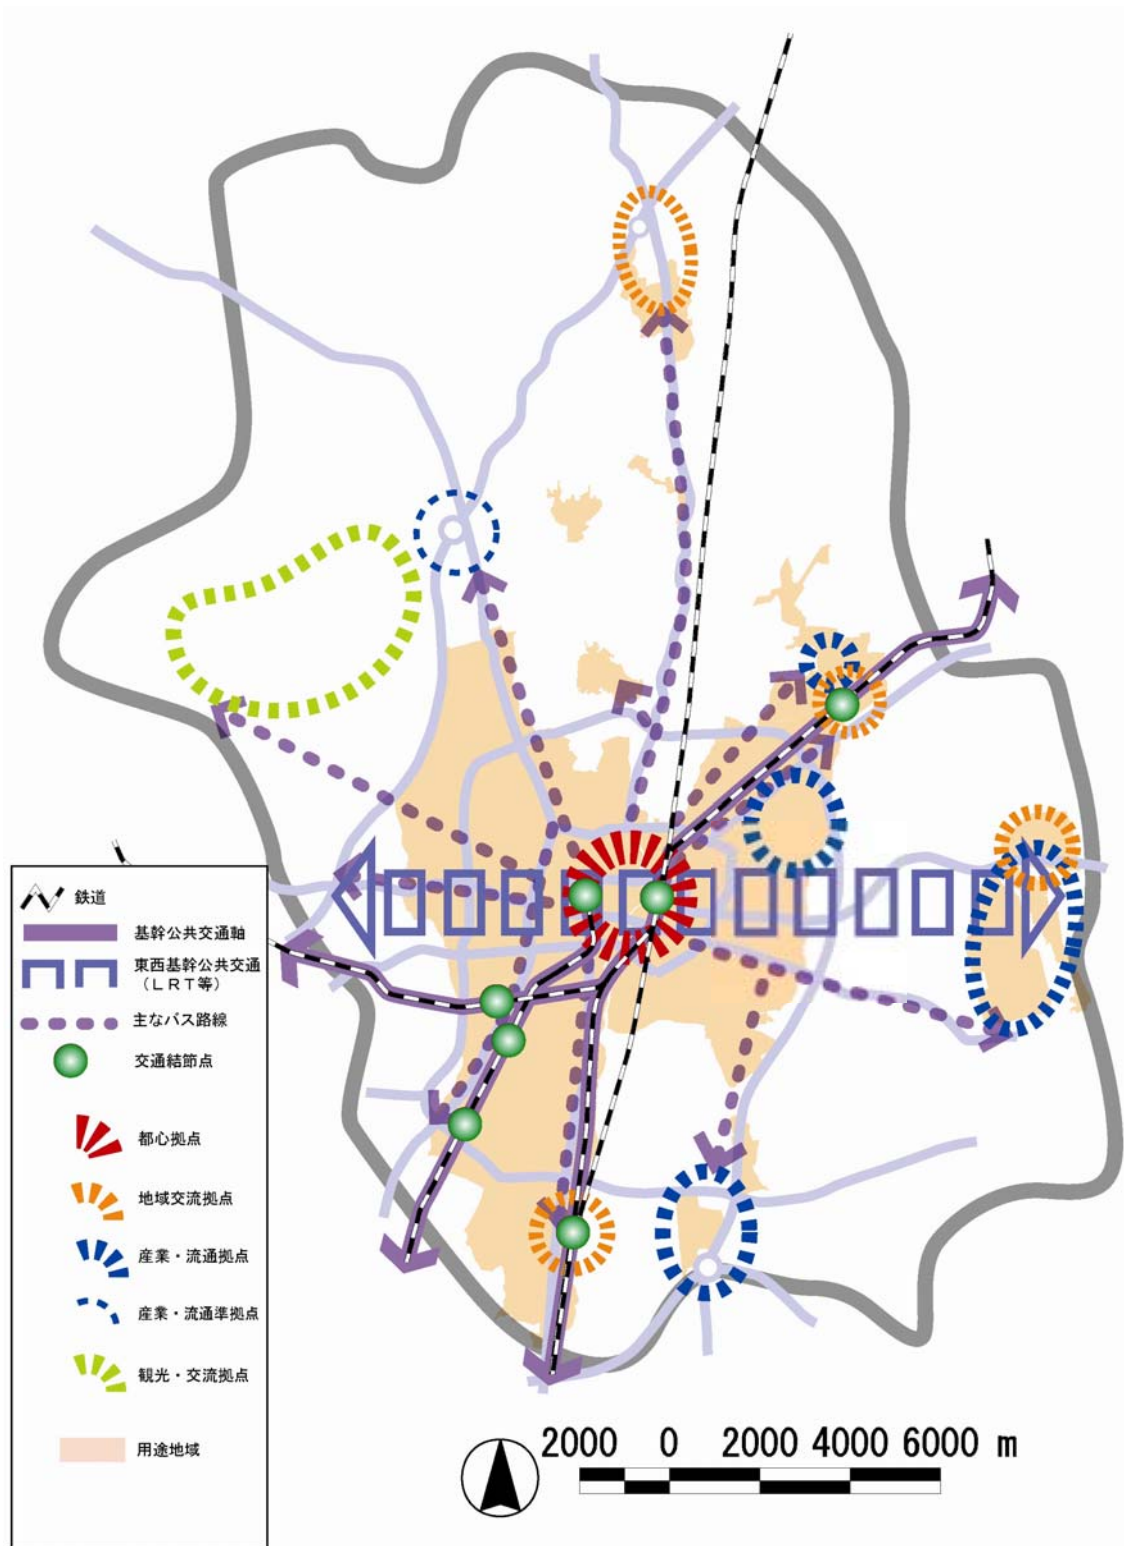 鉄道
基幹公共交通軸
東西基幹公共交通
(LRT等)
主なバス路線
交通結節点
都心拠点
地域交流拠点
産業・流通拠点
産業・流通準拠点
観光・交流拠点
用途地域
2000 0 2000 4000 6000 m